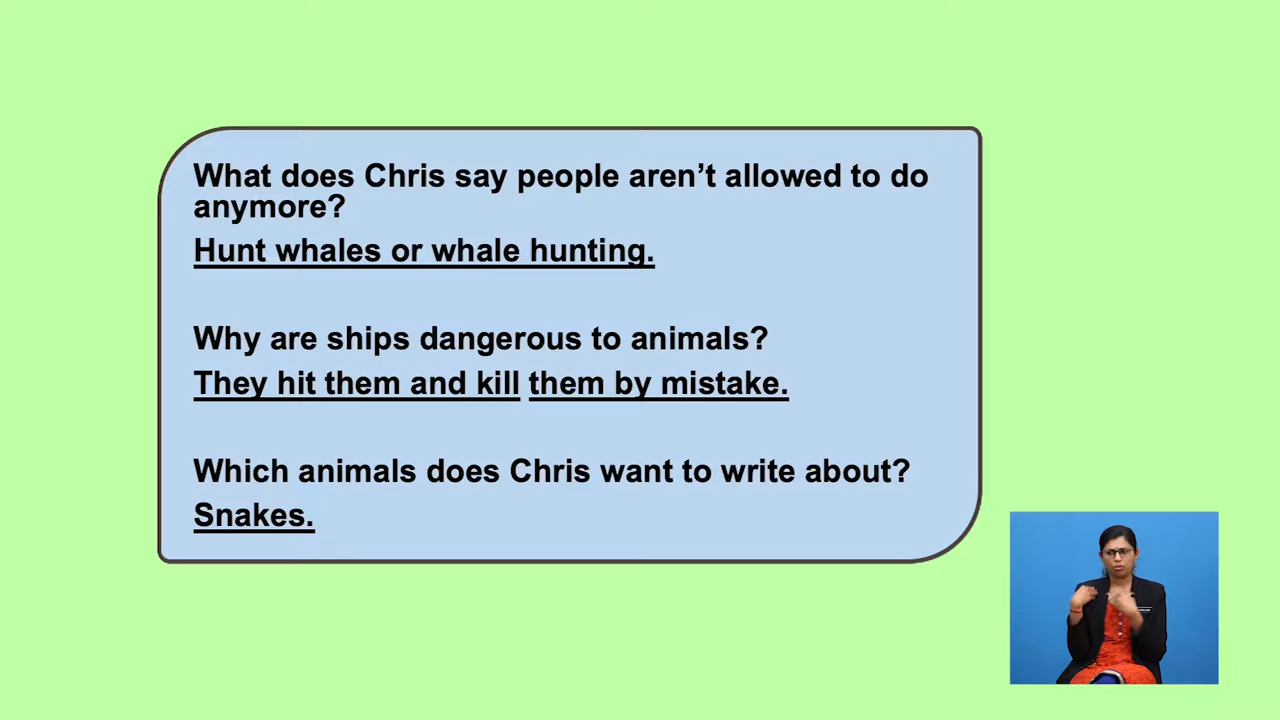 What does Chris say people aren’t allowed to do
anymore?
Hunt whales or whale hunting.
Why are ships dangerous to animals?
They hit them and kill them by mistake.
Which animals does Chris want to write about?
Snakes.